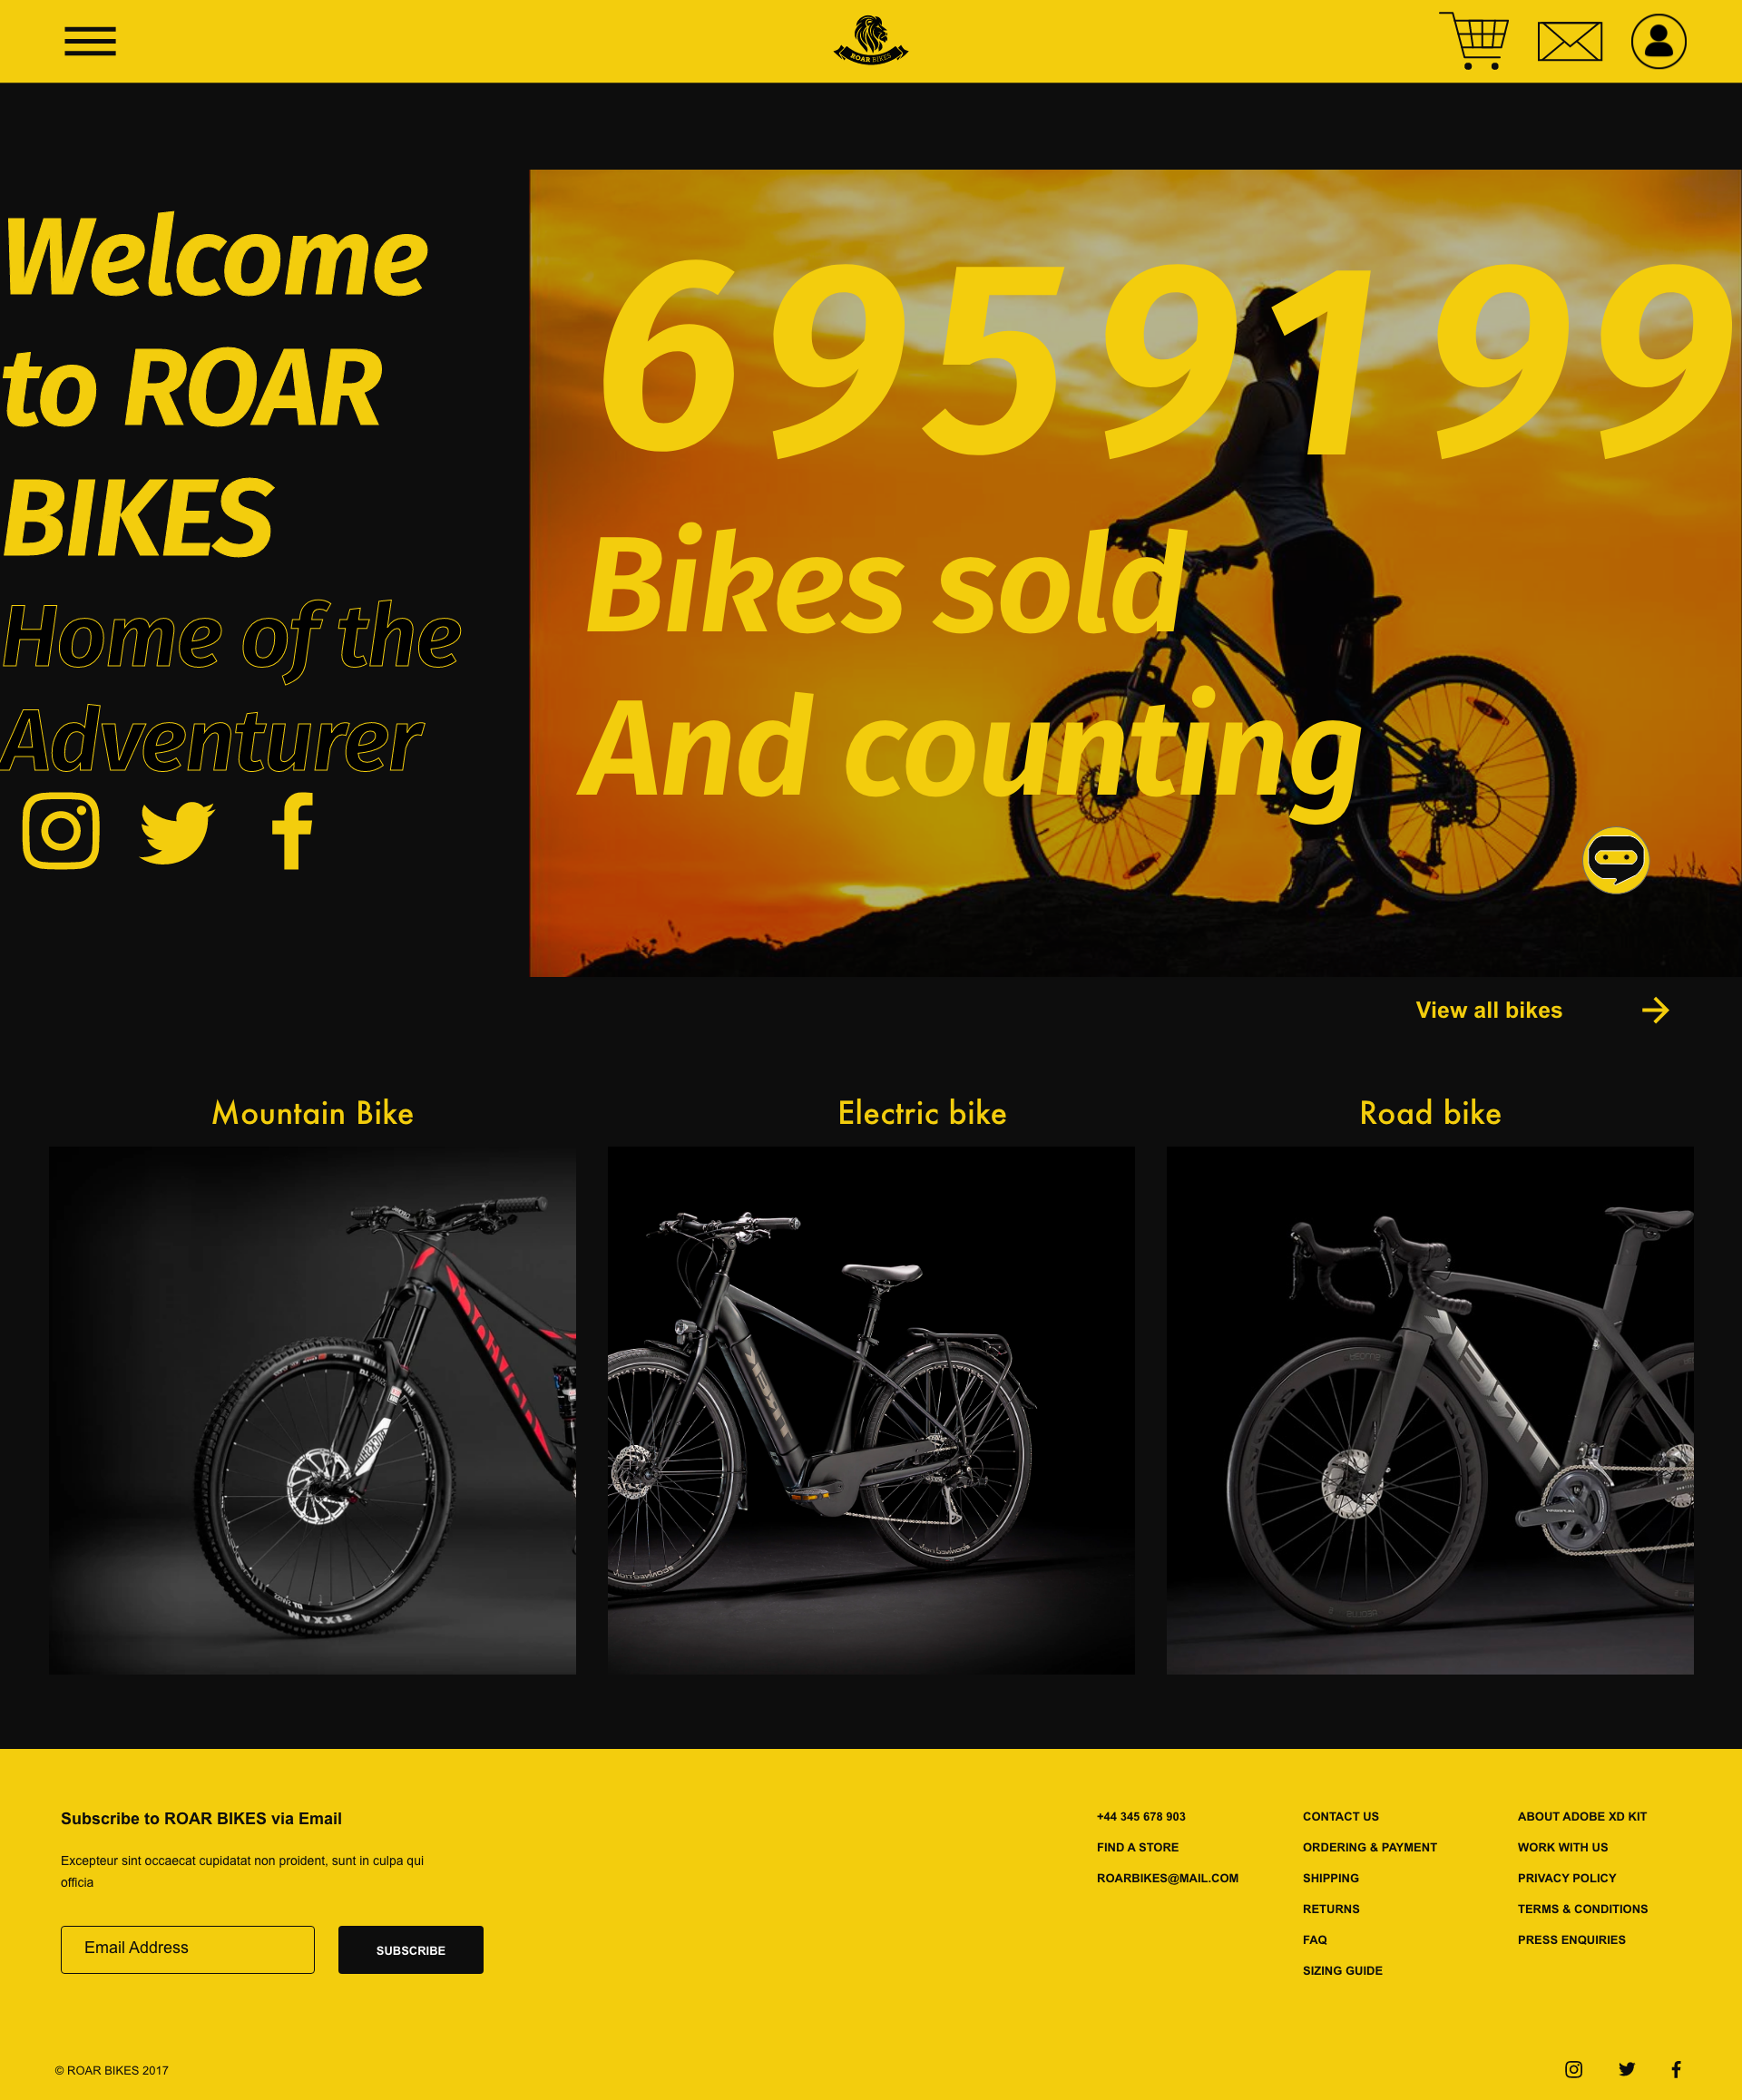 ROAR BIKES
Welcome
to ROAR
BIKES
Home of the
Adventurer
6959199
Bikes sold
And counting
View all bikes
Mountain Bike
Electric bike
Road bike
MAXXIS
TREK
TREK
Subscribe to ROAR BIKES via Email
Excepteur sint occaecat cupidatat non proident, sunt in culpa qui
officia
Email Address
SUBSCRIBE
+44 345 678 903
FIND A STORE
ROARBIKES@MAIL.COM
CONTACT US
ORDERING & PAYMENT
SHIPPING
RETURNS
FAQ
SIZING GUIDE
ABOUT ADOBE XD KIT
WORK WITH US
PRIVACY POLICY
TERMS & CONDITIONS
PRESS ENQUIRIES
© ROAR BIKES 2017